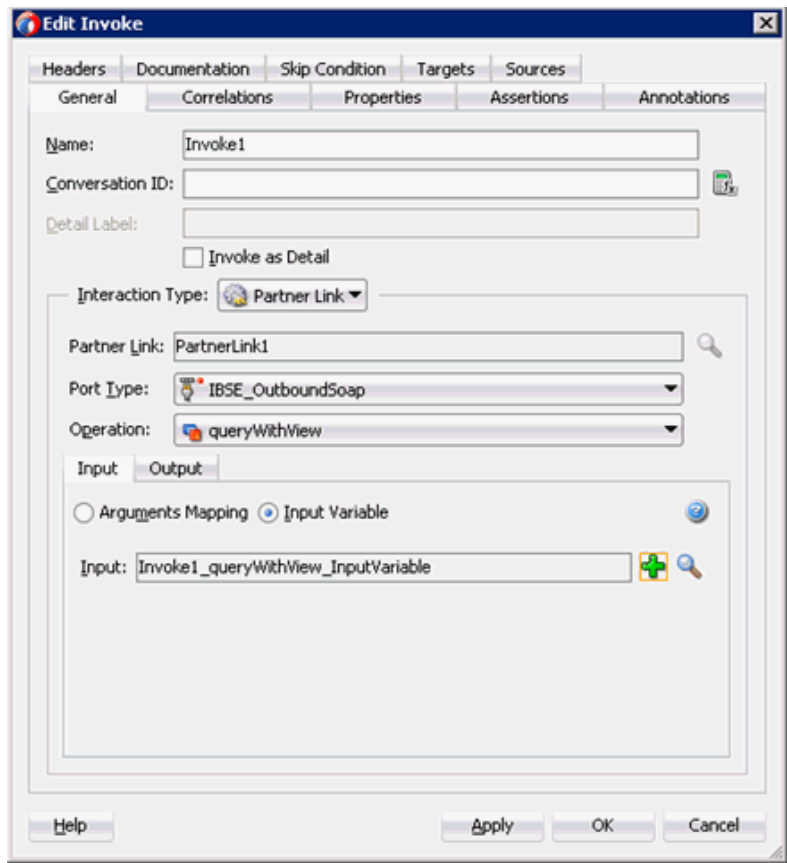 Edit Invoke
Headers Documentation Skip Condition Targets Sources
General Correlations Properties Assertions Annotations
Name: Invoke1
Conversation ID:
Detail Label:
Invoke as Detail
Interaction Type: Partner Link
Partner Link: PartnerLink1
Port Type: IBSE_OutboundSoap
Operation: queryWithView
Input Output
Arguments Mapping Input Variable
Input: Invoke1_queryWithView_InputVariable
Help Apply OK Cancel